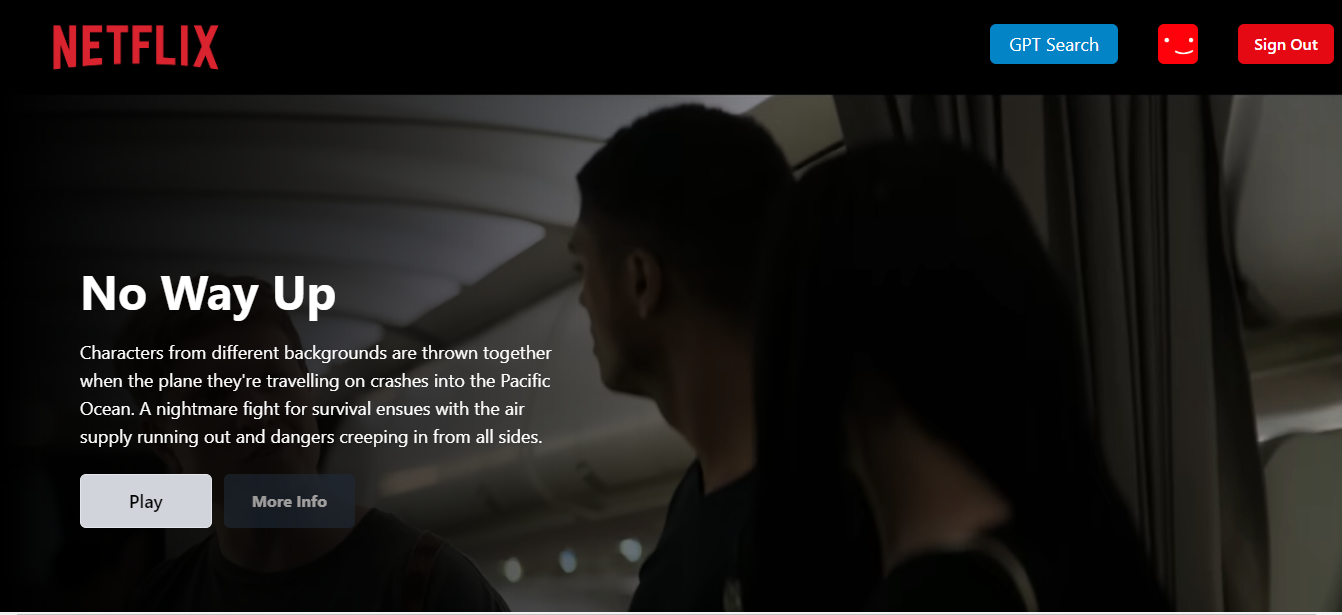 NETFLIX
GPT Search
Sign Out
No Way Up
Characters from different backgrounds are thrown together
when the plane they're travelling on crashes into the Pacific
Ocean. A nightmare fight for survival ensues with the air
supply running out and dangers creeping in from all sides.
Play
More Info